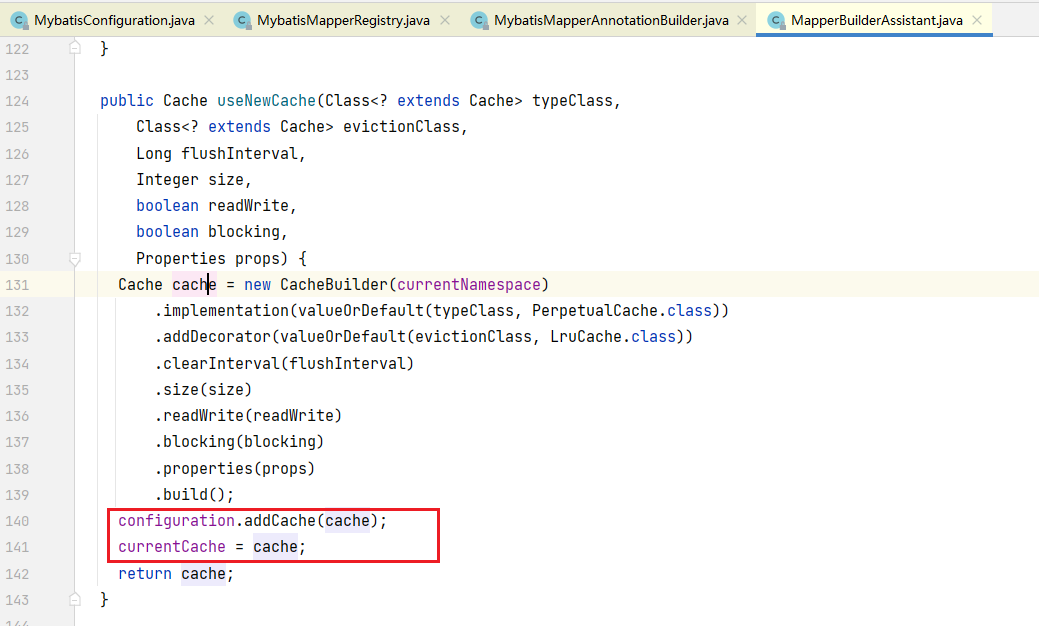 MybatisConfiguration.java MybatisMapperRegistry.java MybatisMapperAnnotationBuilder.java MapperBuilderAssistant.java
122 }
123
124 public Cache useNewCache(Class<? extends Cache> typeClass,
125 Class<? extends Cache> evictionClass,
126 Long flushInterval,
127 Integer size,
128 boolean readWrite,
129 boolean blocking,
130 Properties props) {
131 Cache cache = new CacheBuilder(currentNamespace)
132 .implementation(valueOrDefault(typeClass, PerpetualCache.class))
133 .addDecorator(valueOrDefault(evictionClass, LruCache.class))
134 .clearInterval(flushInterval)
135 .size(size)
136 .readWrite(readWrite)
137 .blocking(blocking)
138 .properties(props)
139 .build();
140 configuration.addCache(cache);
141 currentCache = cache;
142 return cache;
143 }
144